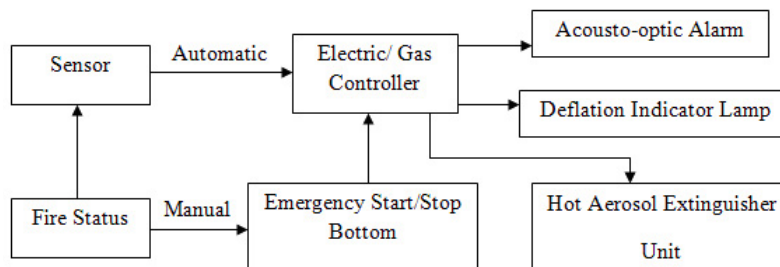 Acousto-optic Alarm
Sensor
Automatic
Electric/ Gas
Controller
Deflation Indicator Lamp
Fire Status
Manual
Emergency Start/Stop
Bottom
Hot Aerosol Extinguisher
Unit